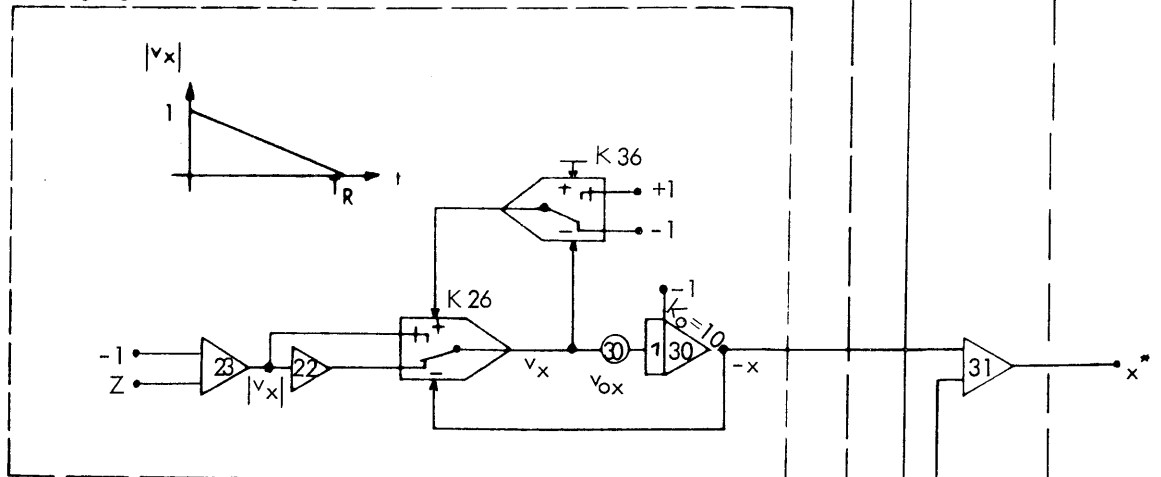 |vx|
1
t
R
K 36
+ +
+1
-
-1
K 26
+ +
-
-1
Z
23
|vx|
22
vx
30
vox
-1
Ko=10
1
30
-x
31
x*